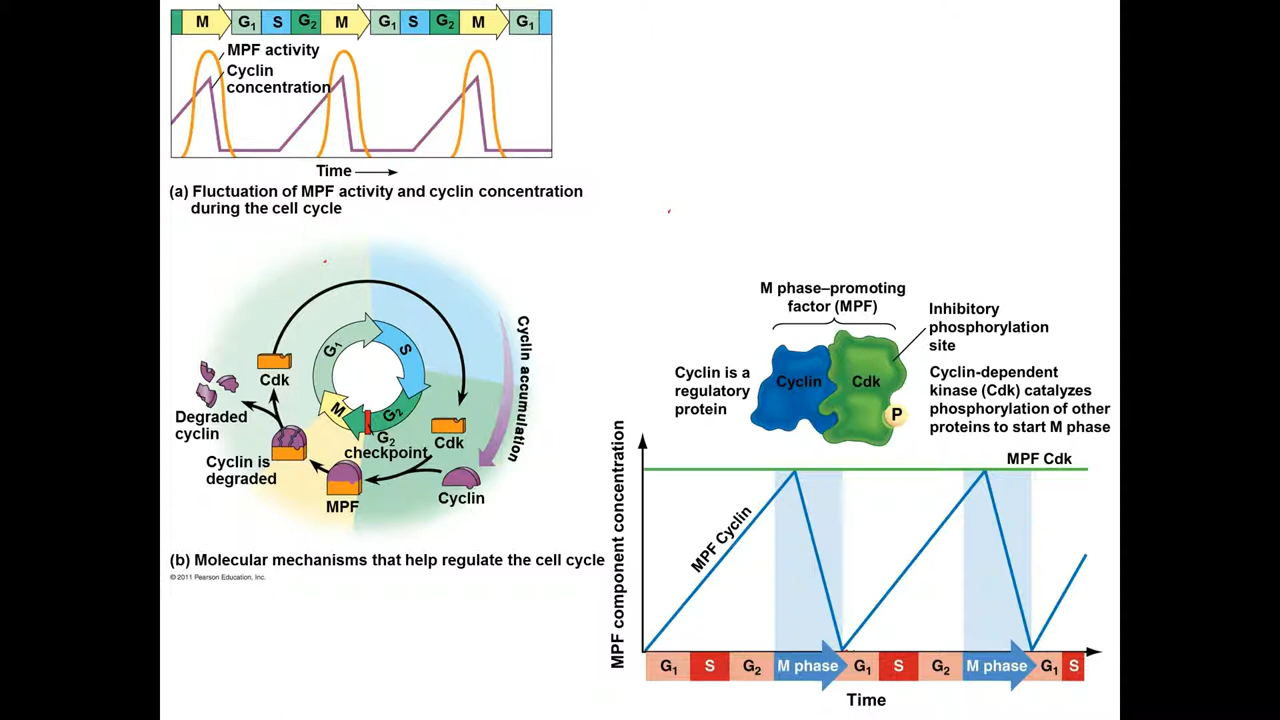 M G₁ S G₂ M G₁ S G₂ M G₁
MPF activity
Cyclin
concentration
Time
(a) Fluctuation of MPF activity and cyclin concentration
during the cell cycle
Cdk
Degraded
cyclin
Cyclin is
degraded
MPF
G₁
S
G₂
M
G₂
checkpoint
Cdk
Cyclin
Cyclin accumulation
(b) Molecular mechanisms that help regulate the cell cycle
© 2011 Pearson Education, Inc.
M phase–promoting
factor (MPF)
Cyclin is a
regulatory
protein
Cyclin
Cdk
P
Inhibitory
phosphorylation
site
Cyclin-dependent
kinase (Cdk) catalyzes
phosphorylation of other
proteins to start M phase
MPF component concentration
MPF Cdk
MPF Cyclin
G₁ S G₂ M phase G₁ S G₂ M phase G₁ S
Time